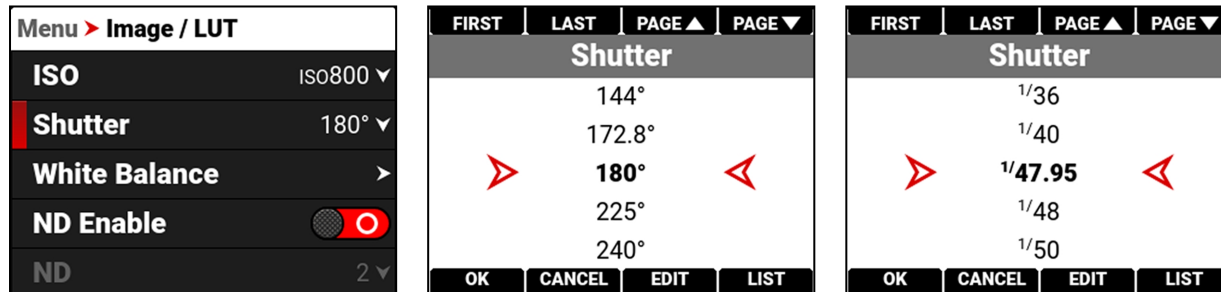 Menu > Image / LUT
ISO ISO800
Shutter 180°
White Balance >
ND Enable
ND 2
FIRST LAST PAGE▲ PAGE▼
Shutter
144°
172.8°
180°
225°
240°
OK CANCEL EDIT LIST
FIRST LAST PAGE▲ PAGE▼
Shutter
1/36
1/40
1/47.95
1/48
1/50
OK CANCEL EDIT LIST